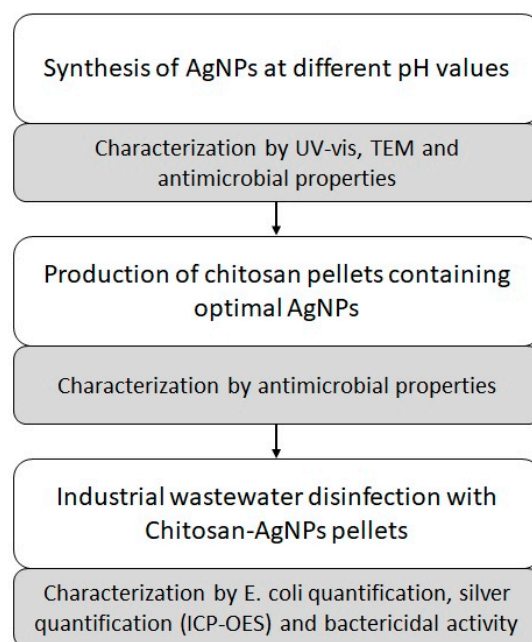 Synthesis of AgNPs at different pH values
Characterization by UV-vis, TEM and
antimicrobial properties
Production of chitosan pellets containing
optimal AgNPs
Characterization by antimicrobial properties
Industrial wastewater disinfection with
Chitosan-AgNPs pellets
Characterization by E. coli quantification, silver
quantification (ICP-OES) and bactericidal activity